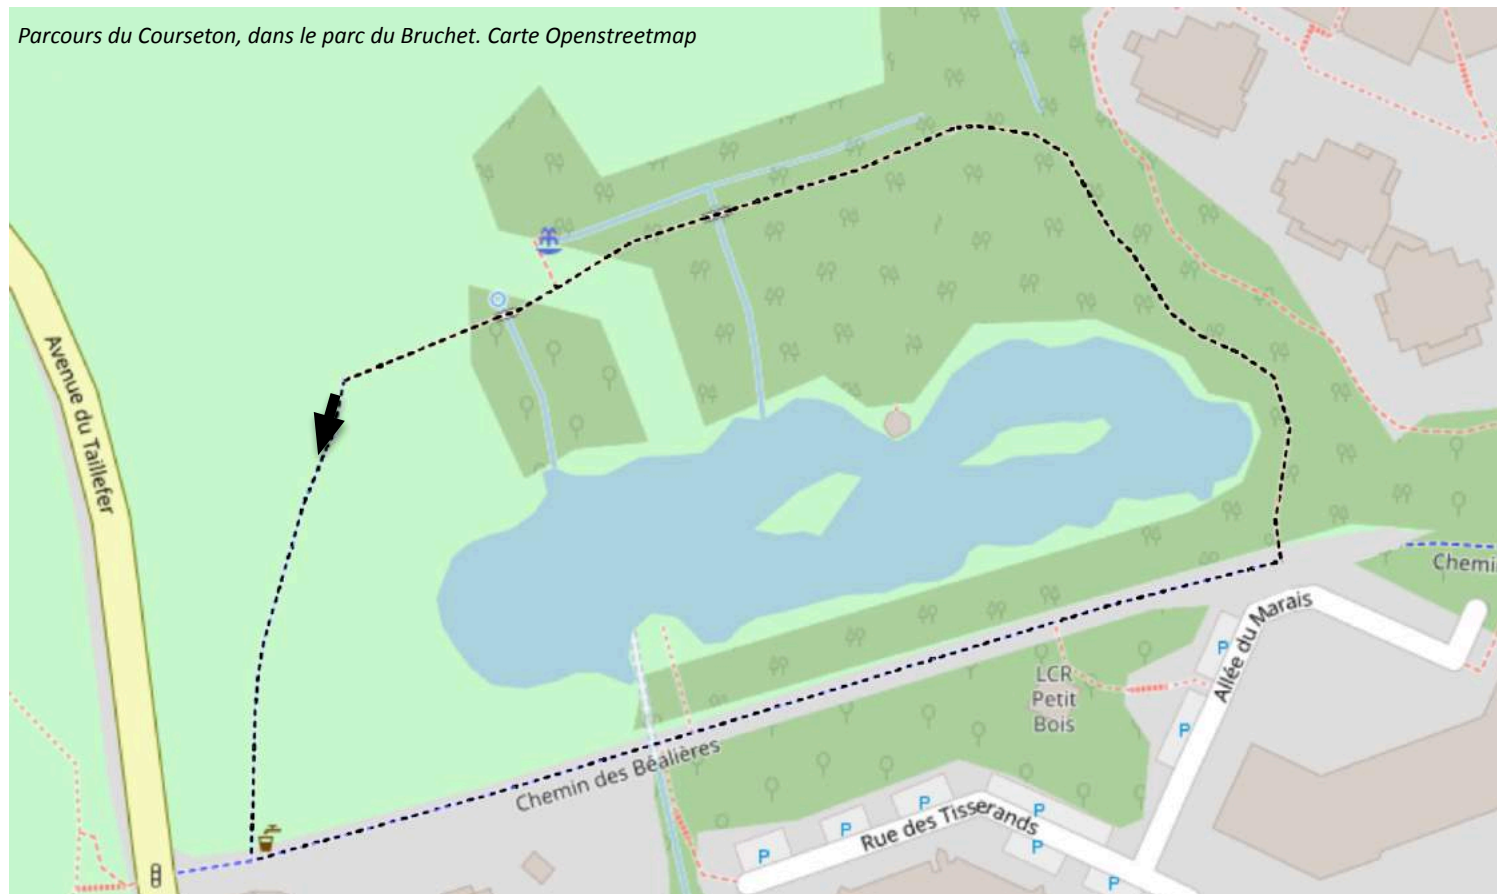 Parcours du Courseton, dans le parc du Bruchet. Carte Openstreetmap
Avenue du Taillefer
Chemi
Allée du Marais
P
LCR
Petit
Bois
P
Chemin des Béalières
P
P
P
Rue des Tisserands
P
P
P